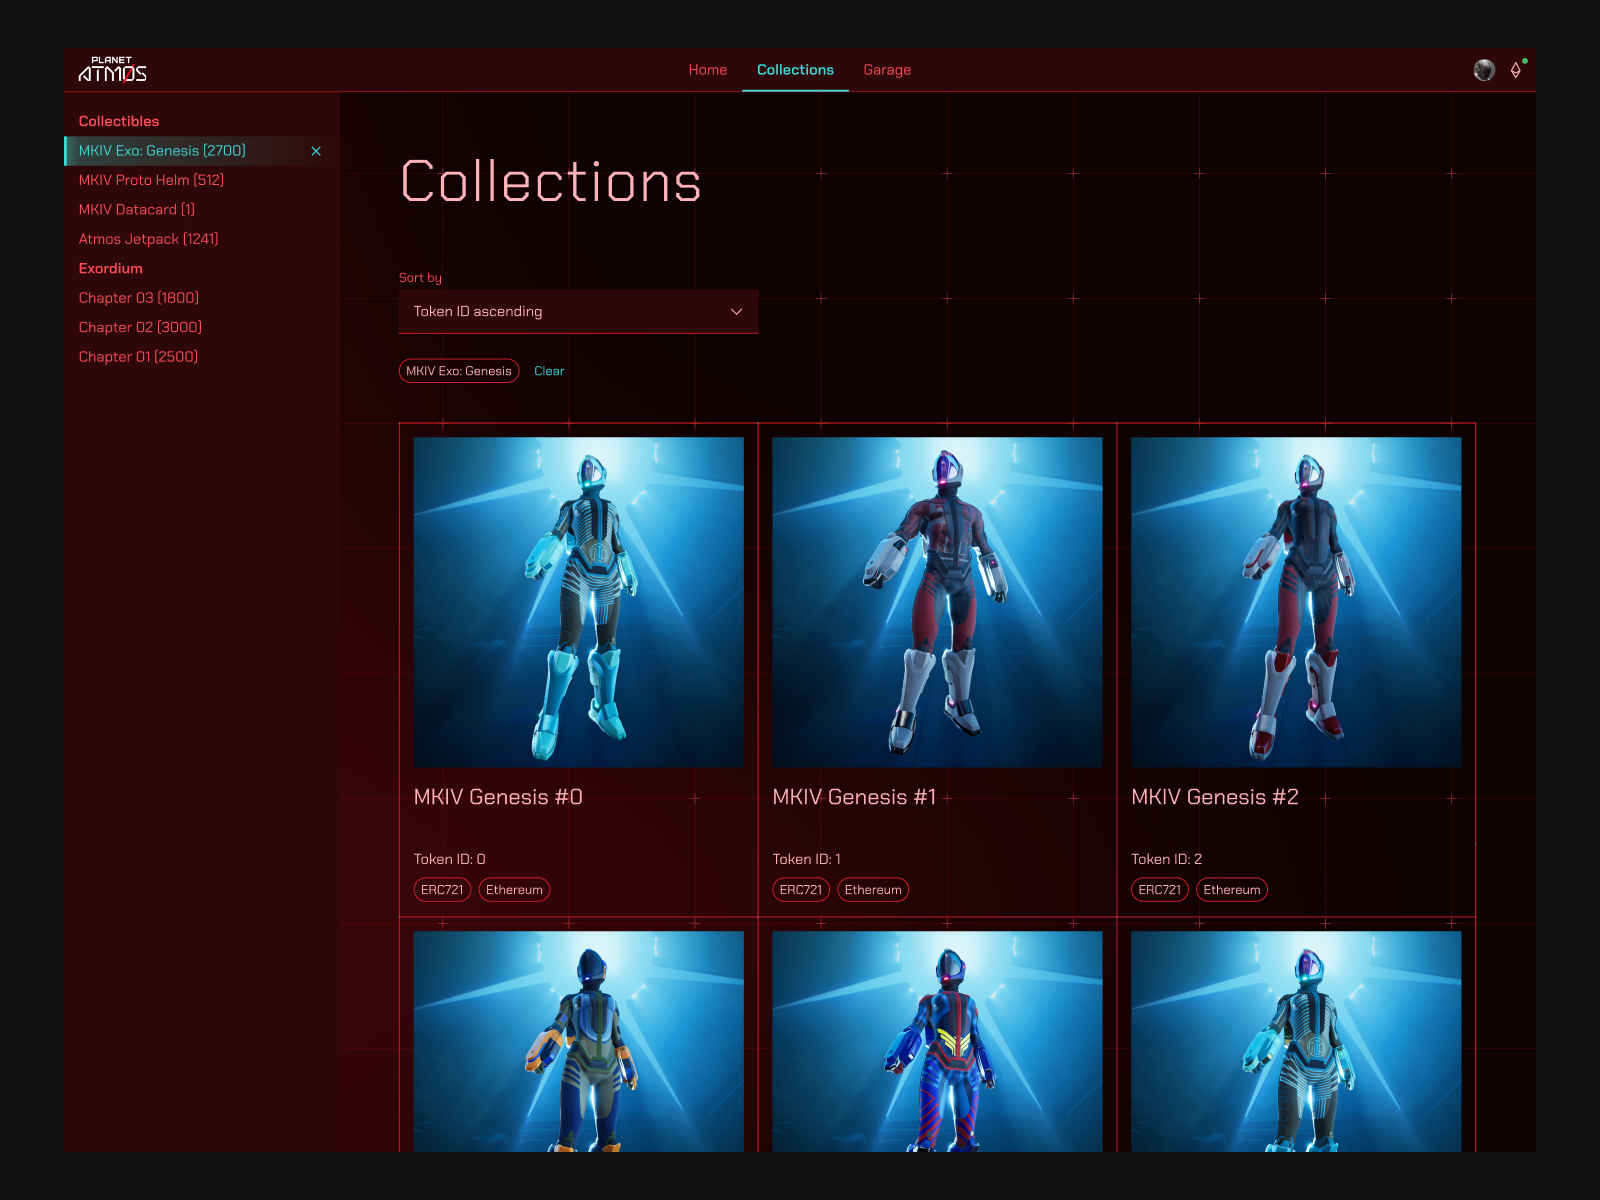 PLANET
ATMOS
Home
Collections
Garage
Collectibles
MKIV Exo: Genesis (2700)
MKIV Proto Helm (512)
MKIV Datacard (1)
Atmos Jetpack (1241)
Exordium
Chapter 03 (1800)
Chapter 02 (3000)
Chapter 01 (2500)
Collections
Sort by
Token ID ascending
MKIV Exo: Genesis
Clear
MKIV Genesis #0
Token ID: 0
ERC721
Ethereum
MKIV Genesis #1
Token ID: 1
ERC721
Ethereum
MKIV Genesis #2
Token ID: 2
ERC721
Ethereum